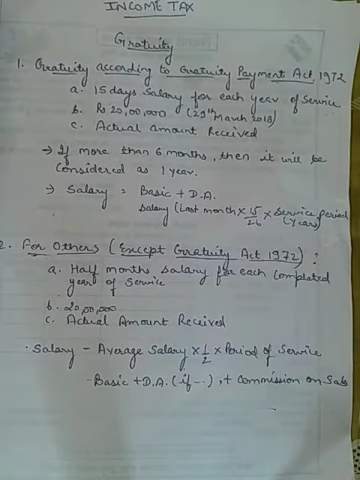 INCOME TAX
Gratuity
1. Gratuity according to Gratuity Payment Act, 1972
a. 15 days Salary for each year of Service
b. Rs 20,00,000 (29th March 2018)
c. Actual amount Received
→ If more than 6 months, then it will be
considered as 1 year.
→ Salary = Basic + D.A.
Salary (Last month × 15/26 × Service period
(Years)
2. For Others (Except Gratuity Act 1972) :
a. Half months salary for each completed
year of Service
b. 20,00,000
c. Actual Amount Received
· Salary - Average Salary × 1/2 × Period of Service
- Basic + D.A. (if -..) , + Commission on Sales